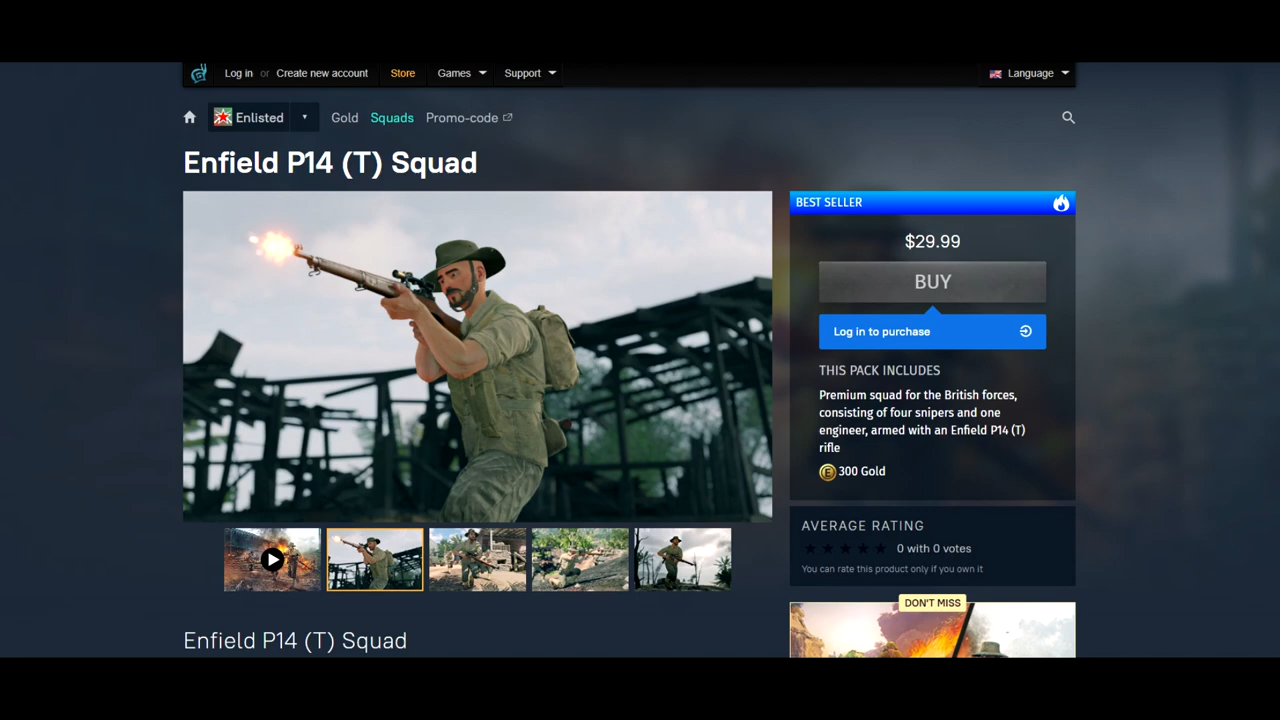 Log in or Create new account Store Games Support Language
Enlisted Gold Squads Promo-code
Enfield P14 (T) Squad
BEST SELLER
$29.99
BUY
Log in to purchase
THIS PACK INCLUDES
Premium squad for the British forces,
consisting of four snipers and one
engineer, armed with an Enfield P14 (T)
rifle
300 Gold
AVERAGE RATING
0 with 0 votes
You can rate this product only if you own it
DON'T MISS
Enfield P14 (T) Squad